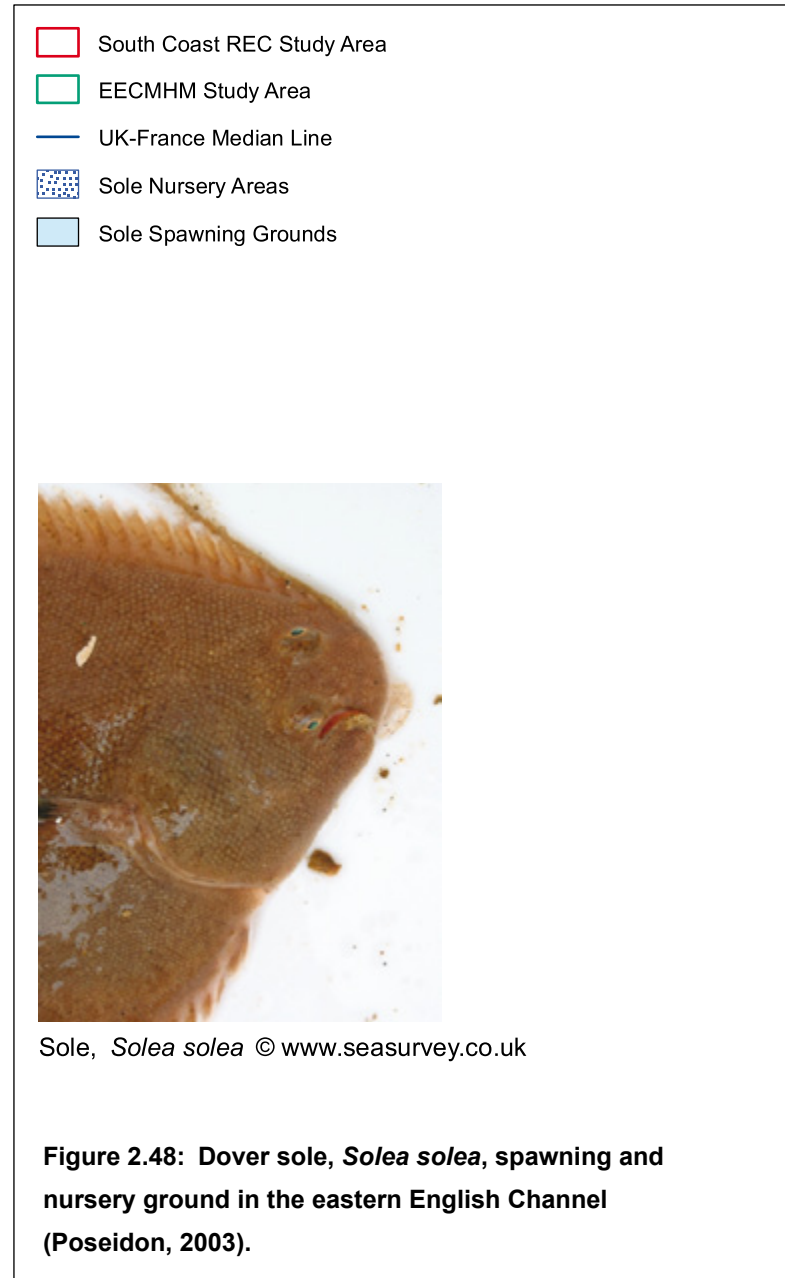 South Coast REC Study Area
EECMHM Study Area
UK-France Median Line
Sole Nursery Areas
Sole Spawning Grounds
Sole, Solea solea © www.seasurvey.co.uk
Figure 2.48: Dover sole, Solea solea, spawning and
nursery ground in the eastern English Channel
(Poseidon, 2003).